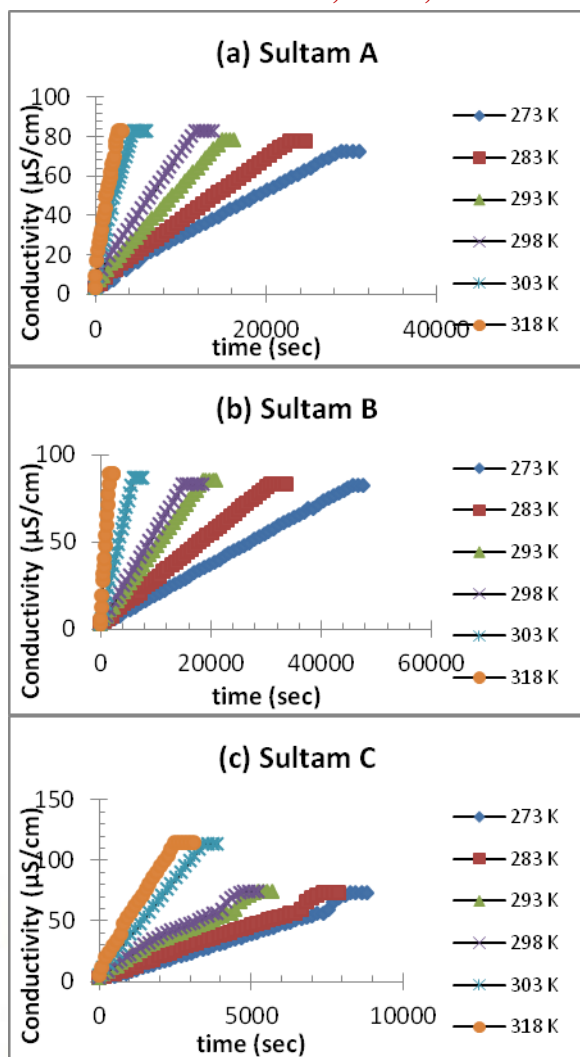 (a) Sultam A
Conductivity (µS/cm)
100
80
60
40
20
0
0 20000 40000
time (sec)
273 K
283 K
293 K
298 K
303 K
318 K
(b) Sultam B
Conductivity (µS/cm)
100
50
0
0 20000 40000 60000
time (sec)
273 K
283 K
293 K
298 K
303 K
318 K
(c) Sultam C
Conductivity (µS/cm)
150
100
50
0
0 5000 10000
time (sec)
273 K
283 K
293 K
298 K
303 K
318 K